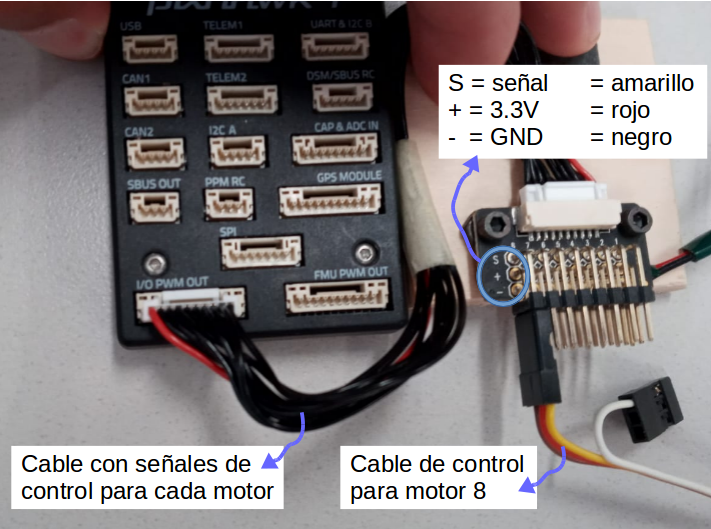 USB
TELEM1
UART & I2C B
CAN1
TELEM2
DSM/SBUS RC
CAN2
I2C A
CAP & ADC IN
SBUS OUT
PPM RC
GPS MODULE
SPI
I/O PWM OUT
FMU PWM OUT
S = señal = amarillo
+ = 3.3V = rojo
- = GND = negro
S
+
-
Cable con señales de
control para cada motor
Cable de control
para motor 8